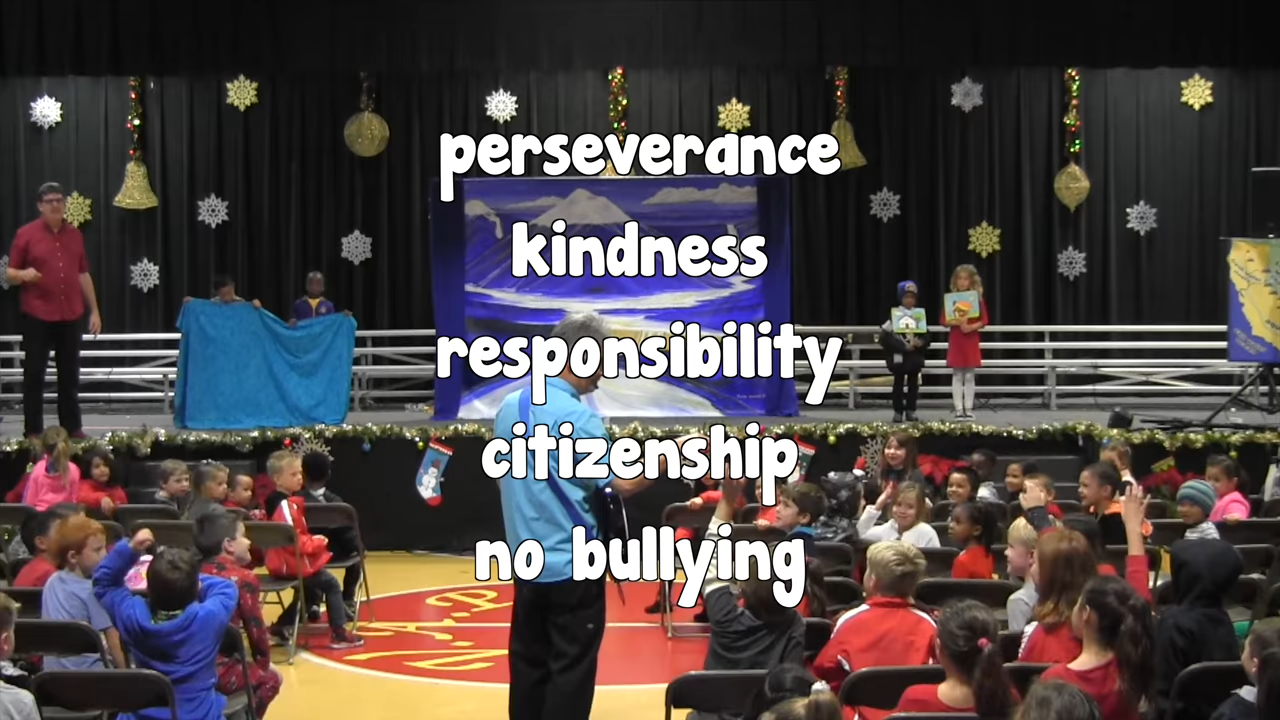 perseverance
kindness
responsibility
citizenship
no bullying